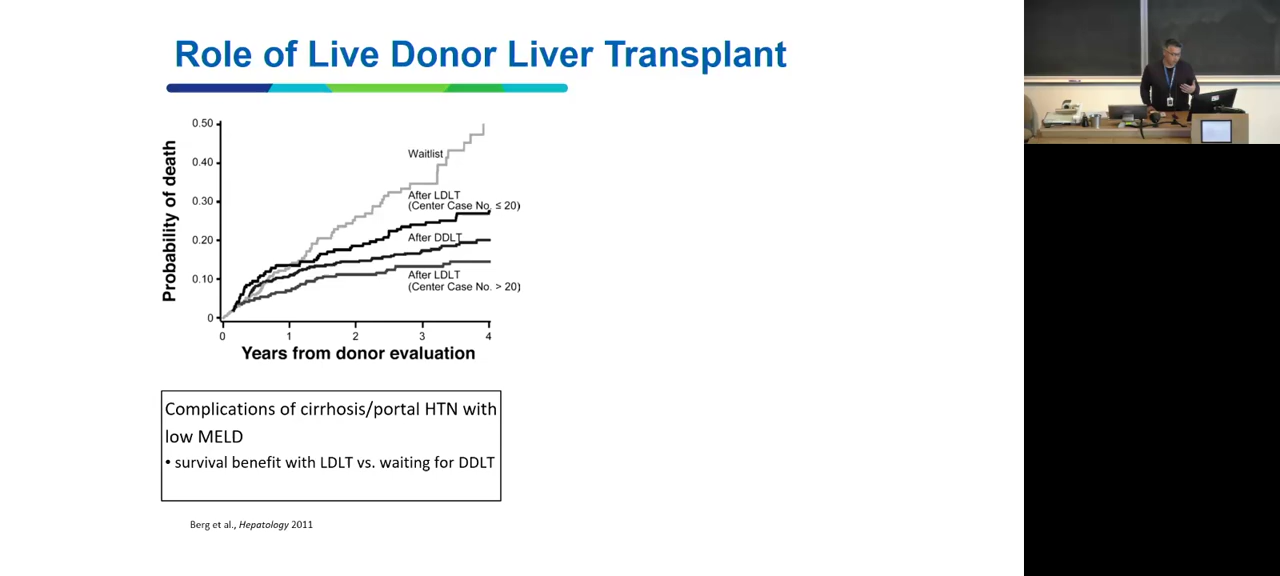 Role of Live Donor Liver Transplant
Probability of death
0.50
0.40
0.30
0.20
0.10
0
Waitlist
After LDLT
(Center Case No. ≤ 20)
After DDLT
After LDLT
(Center Case No. > 20)
0 1 2 3 4
Years from donor evaluation
Complications of cirrhosis/portal HTN with
low MELD
• survival benefit with LDLT vs. waiting for DDLT
Berg et al., Hepatology 2011